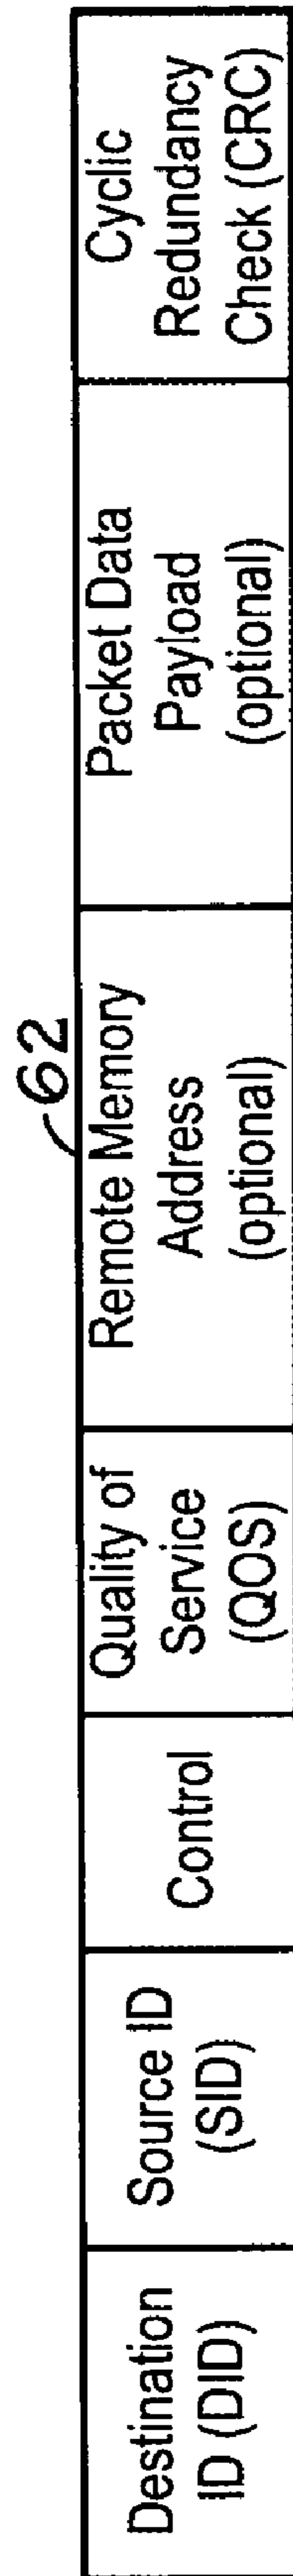 62
Destination
ID (DID)
Source ID
(SID)
Control
Quality of
Service
(QOS)
Remote Memory
Address
(optional)
Packet Data
Payload
(optional)
Cyclic
Redundancy
Check (CRC)